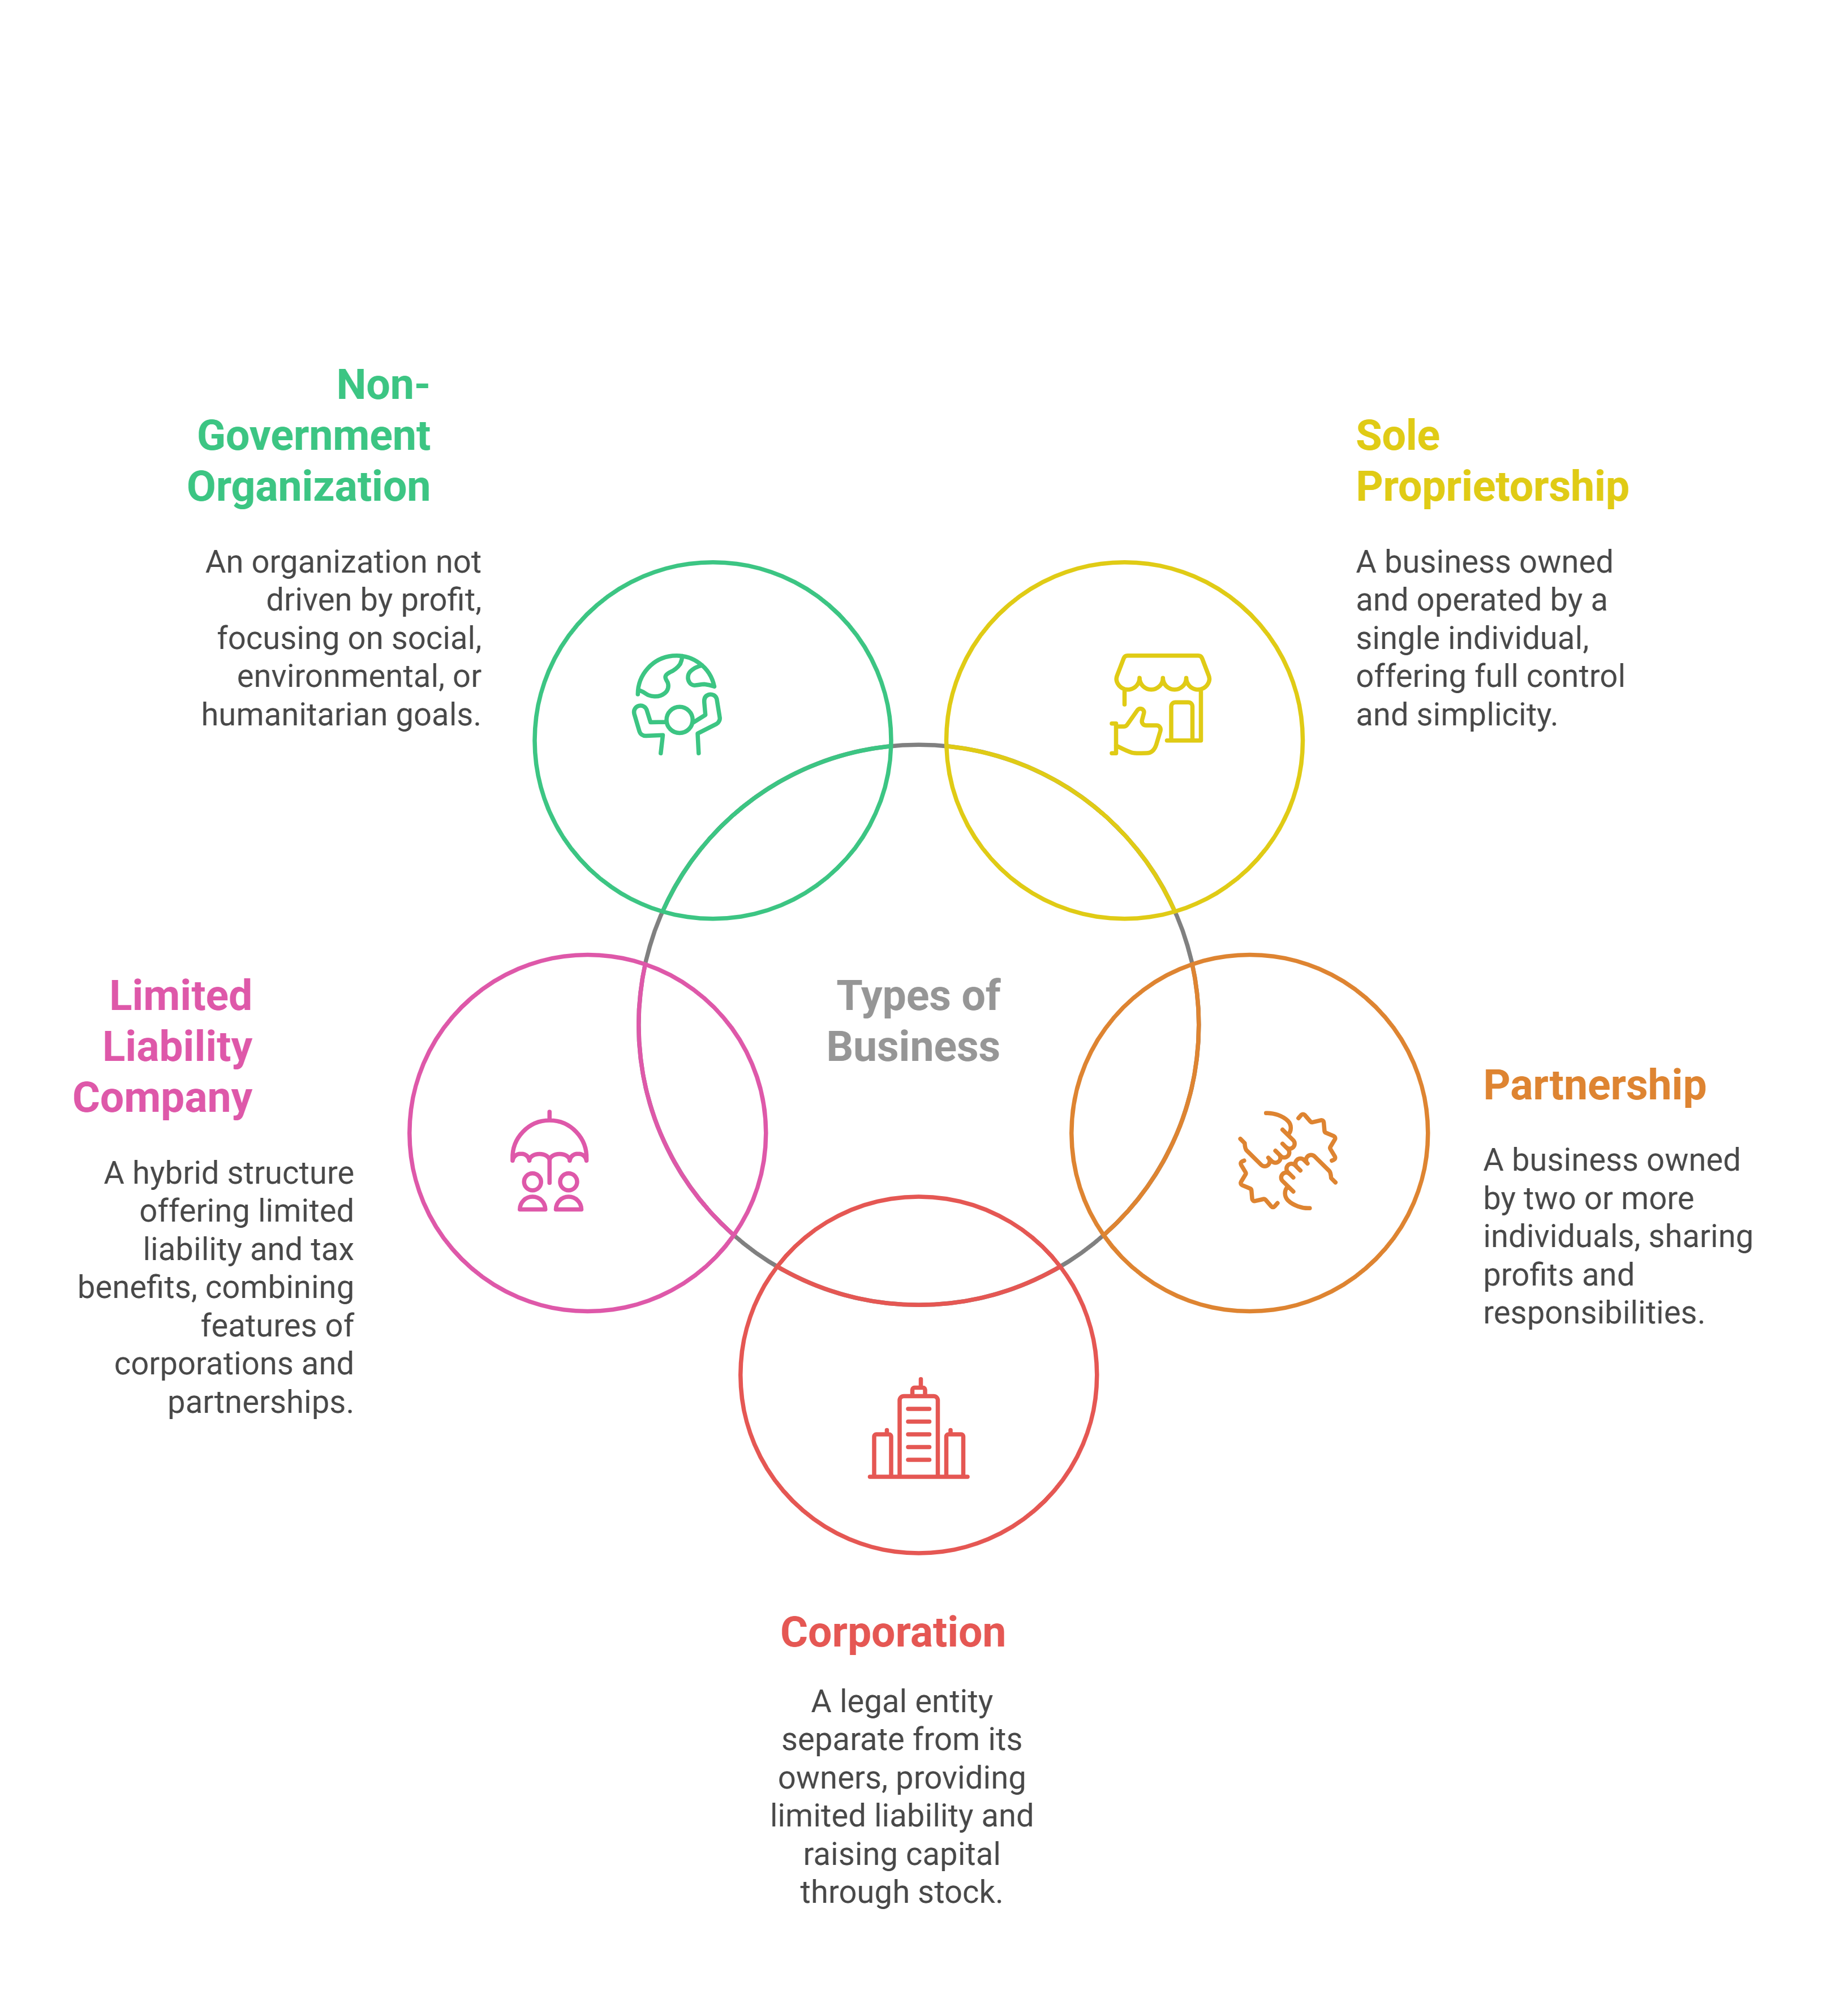 Non-
Government
Organization
An organization not
driven by profit,
focusing on social,
environmental, or
humanitarian goals.
Sole
Proprietorship
A business owned
and operated by a
single individual,
offering full control
and simplicity.
Limited
Liability
Company
A hybrid structure
offering limited
liability and tax
benefits, combining
features of
corporations and
partnerships.
Types of
Business
Partnership
A business owned
by two or more
individuals, sharing
profits and
responsibilities.
Corporation
A legal entity
separate from its
owners, providing
limited liability and
raising capital
through stock.